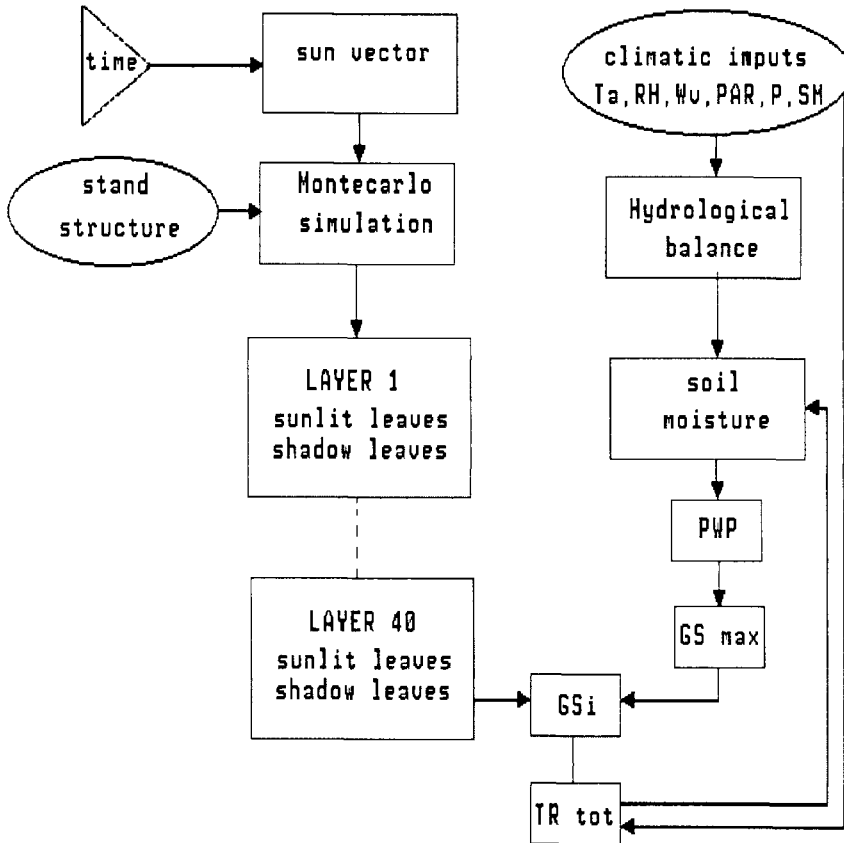 time
sun vector
climatic inputs
Ta,RH,Wv,PAR,P,SM
stand
structure
Montecarlo
simulation
Hydrological
balance
LAYER 1
sunlit leaves
shadow leaves
soil
moisture
PWP
LAYER 40
sunlit leaves
shadow leaves
GS max
GSi
TR tot